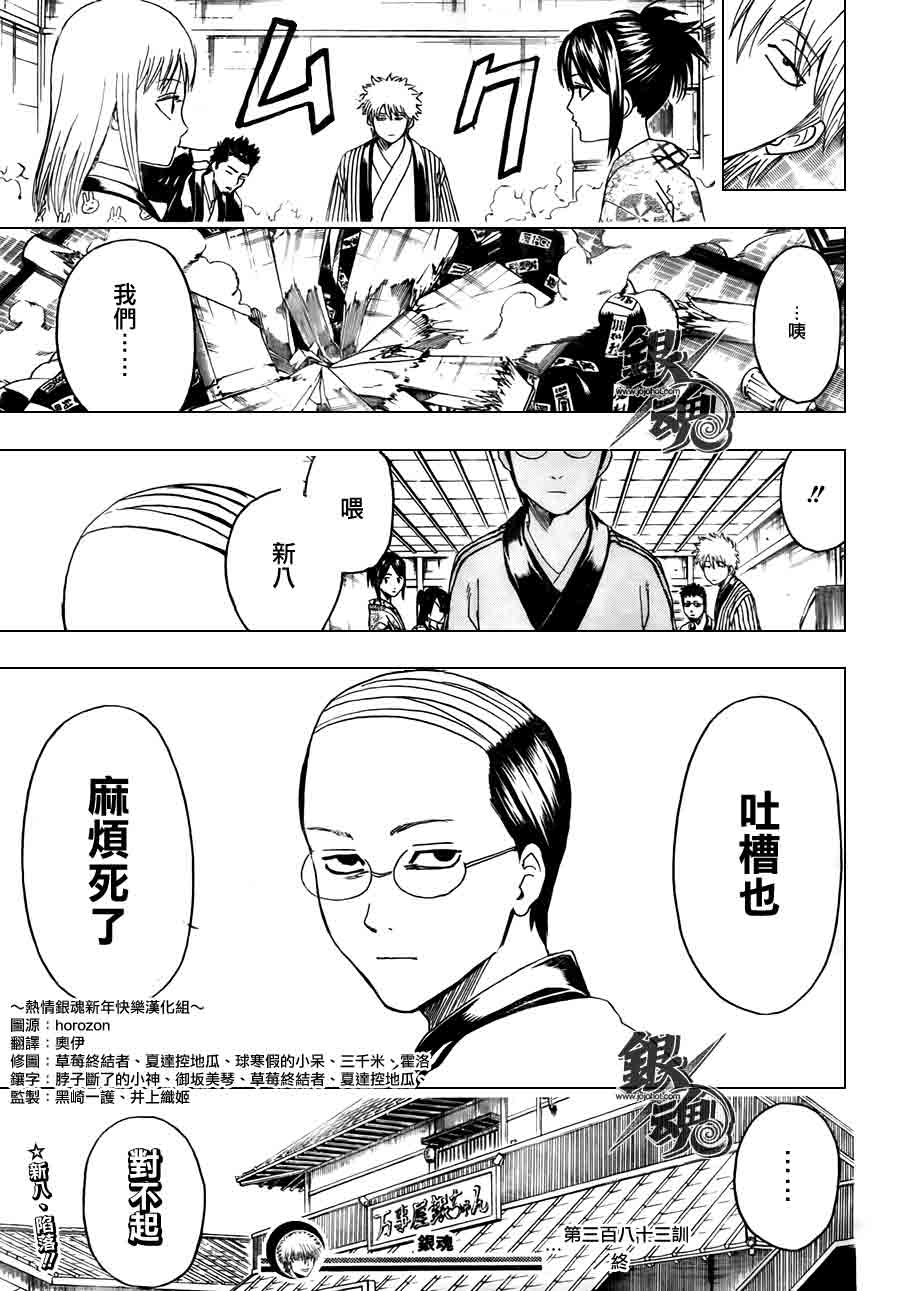 ムク
…咦
我們……
銀魂
www.jojohot.com
!!
喂
新八
吐槽也
麻煩死了
～熱情銀魂新年快樂漢化組～
圖源：horozon
翻譯：奧伊
修圖：草莓終結者、夏達控地瓜、球寒假的小呆、三千米、霍洛
鑲字：脖子斷了的小神、御坂美琴、草莓終結者、夏達控地瓜
監製：黑崎一護、井上織姬
銀魂
www.jojohot.com
……
對不起
万事屋銀ちゃん
銀魂
…
第三百八十三訓
終
★新八、陷落!!